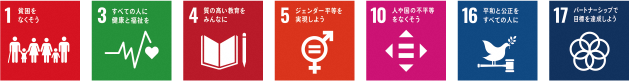 1 貧困を
なくそう
3 すべての人に
健康と福祉を
4 質の高い教育を
みんなに
5 ジェンダー平等を
実現しよう
10 人や国の不平等
をなくそう
16 平和と公正を
すべての人に
17 パートナーシップで
目標を達成しよう